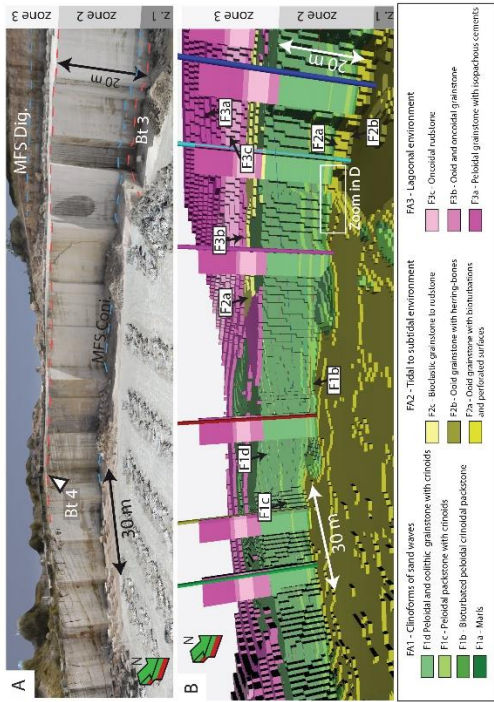 A
zone 3
zone 2
z. 1
MFS Dig.
20 m
Bt 4
MFS Conj.
Bt 3
30 m
N
B
zone 3
zone 2
z. 1
F3a
F3c
F3b
F2a
F2a
F2b
20 m
Zoom in D
F1d
F1c
F1b
30 m
N
FA1 - Clinoforms of sand waves
F1d Peloidal and oolithic grainstone with crinoids
F1c - Peloidal packstone with crinoids
F1b - Bioturbated peloidal crinoidal packstone
F1a - Marls
FA2 - Tidal to subtidal environment
F2c - Bioclastic grainstone to rudstone
F2b - Ooid grainstone with herring-bones
F2a - Ooid grainstone with bioturbations
and perforated surfaces
FA3 - Lagoonal environment
F3c - Oncoidal rudstone
F3b - Ooid and oncoidal grainstone
F3a - Peloidal grainstone with isopachous cements